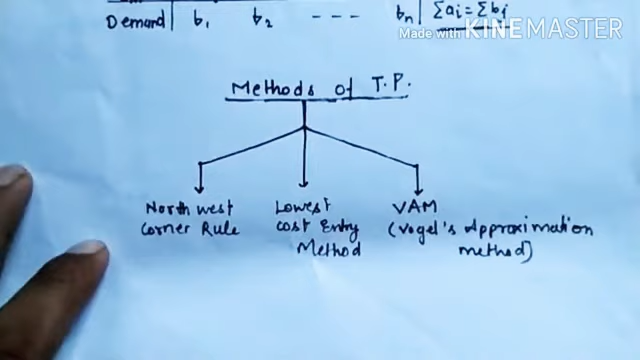 Demand b₁ b₂ --- bₙ Σaᵢ = Σbⱼ
Made with KINEMASTER
Methods of T.P.
North west Lowest VAM
Corner Rule Cost Entry (Vogel's Approximation
Method method)